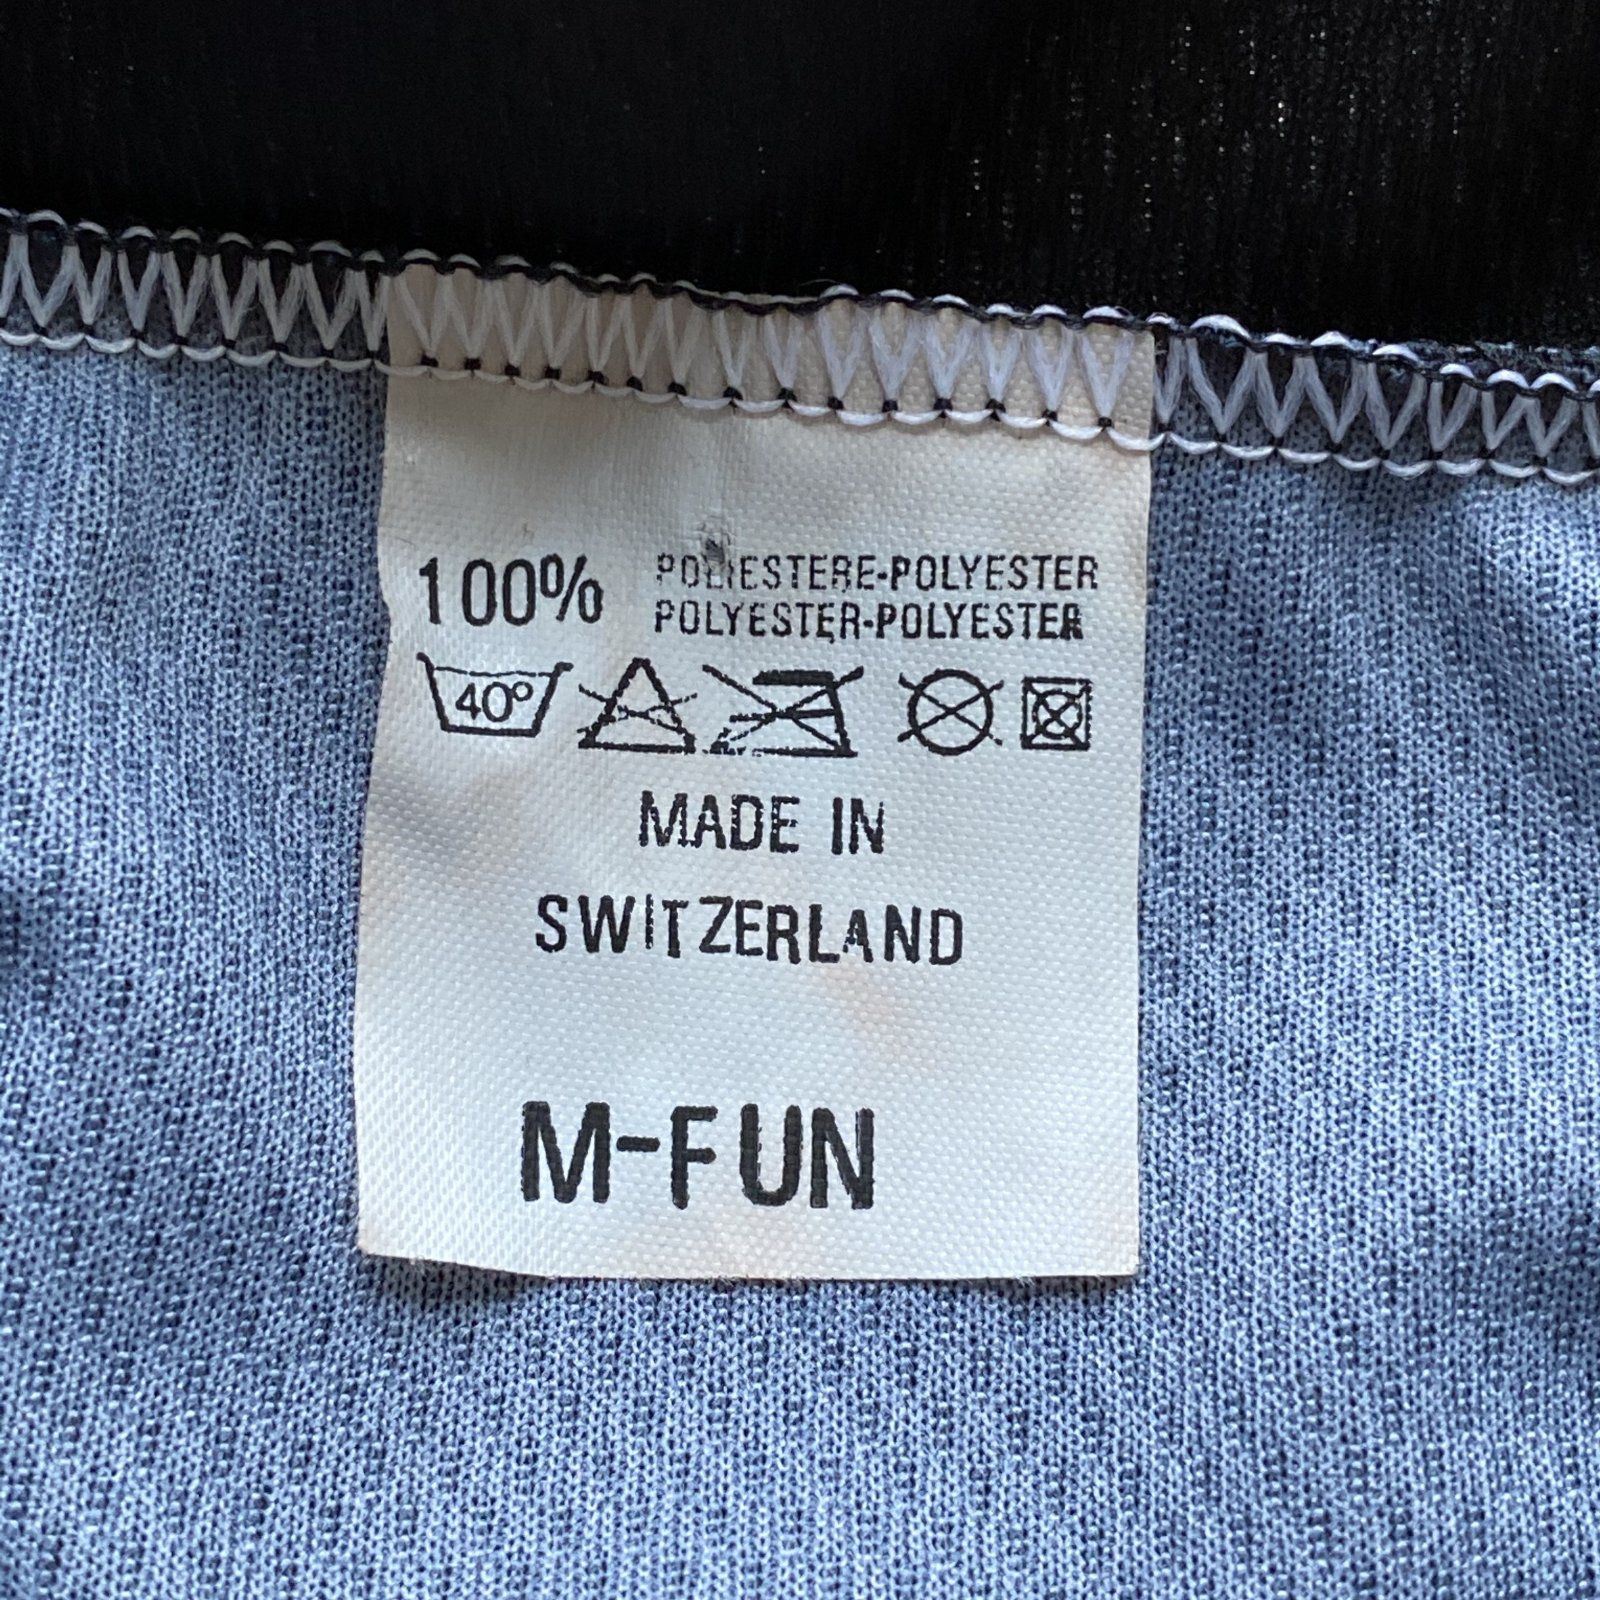 100% POLIESTERE-POLYESTER
POLYESTER-POLYESTER
40°
MADE IN
SWITZERLAND
M-FUN